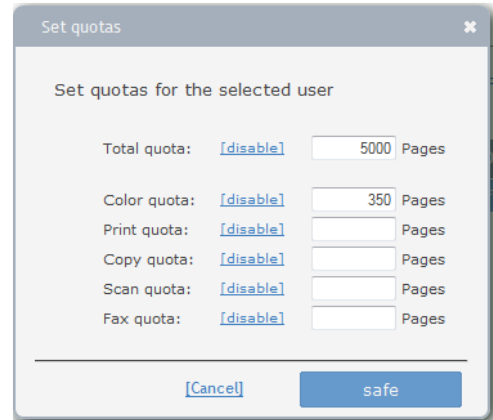 Set quotas
Set quotas for the selected user
Total quota: [disable] 5000 Pages
Color quota: [disable] 350 Pages
Print quota: [disable] Pages
Copy quota: [disable] Pages
Scan quota: [disable] Pages
Fax quota: [disable] Pages
[Cancel] safe